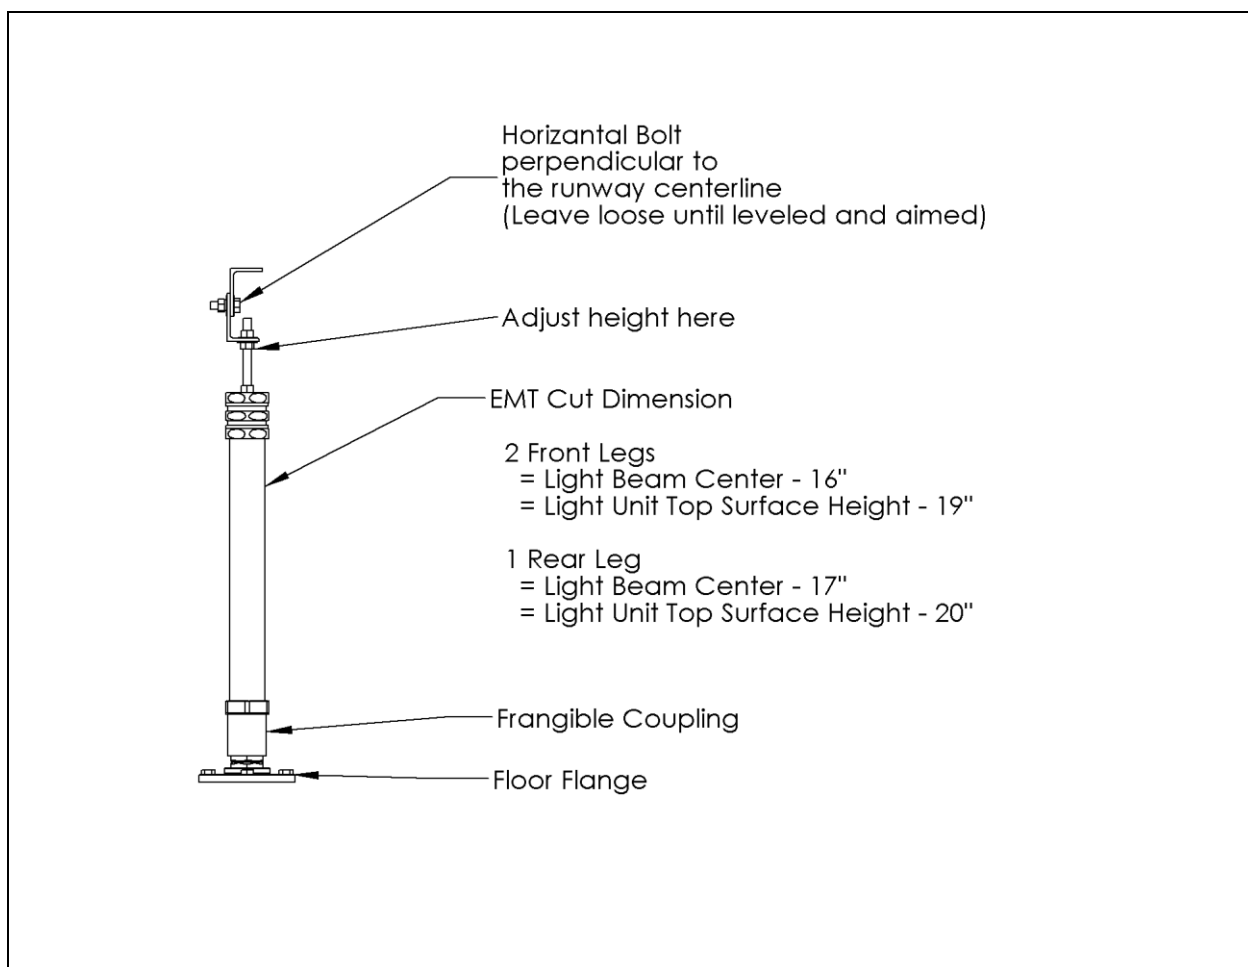 Horizantal Bolt
perpendicular to
the runway centerline
(Leave loose until leveled and aimed)
Adjust height here
EMT Cut Dimension
2 Front Legs
= Light Beam Center - 16"
= Light Unit Top Surface Height - 19"
1 Rear Leg
= Light Beam Center - 17"
= Light Unit Top Surface Height - 20"
Frangible Coupling
Floor Flange